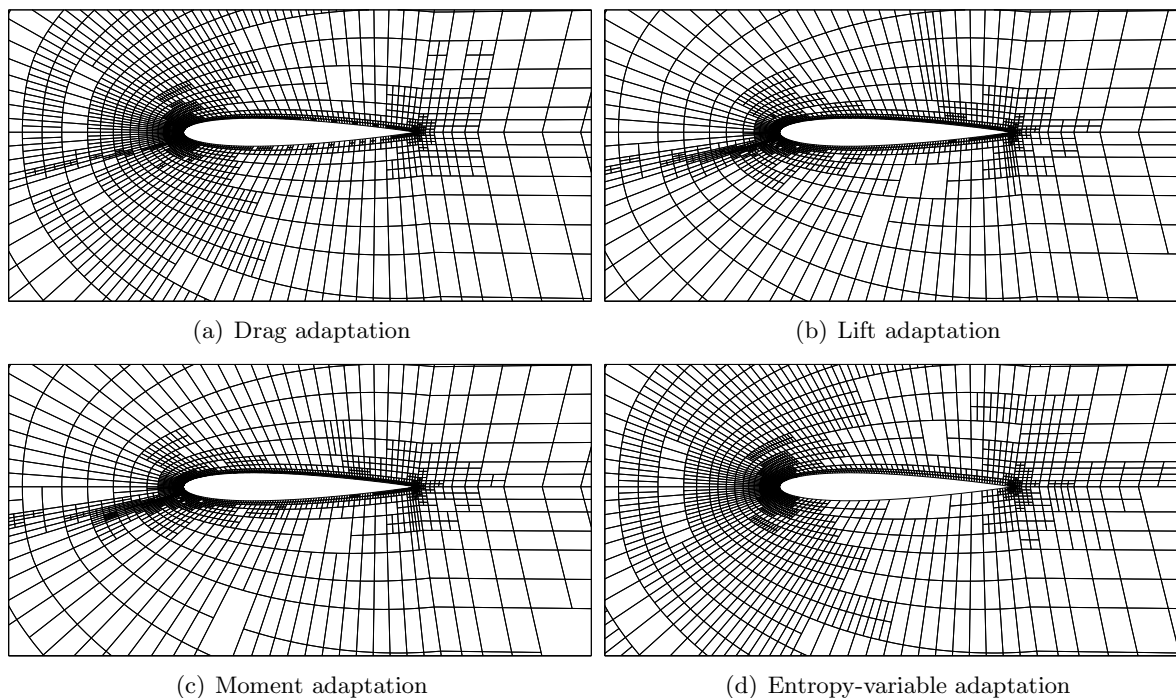 (a) Drag adaptation
(b) Lift adaptation
(c) Moment adaptation
(d) Entropy-variable adaptation